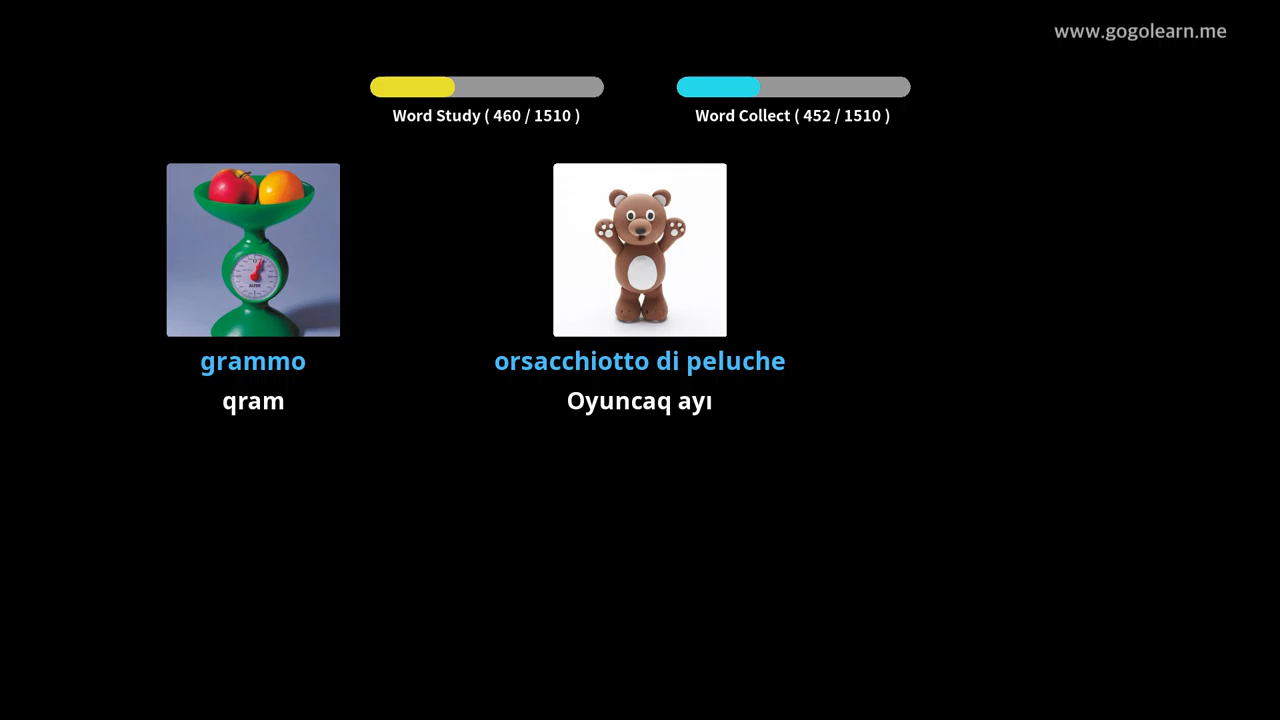 www.gogolearn.me
Word Study ( 460 / 1510 )
Word Collect ( 452 / 1510 )
grammo
orsacchiotto di peluche
qram
Oyuncaq ayı